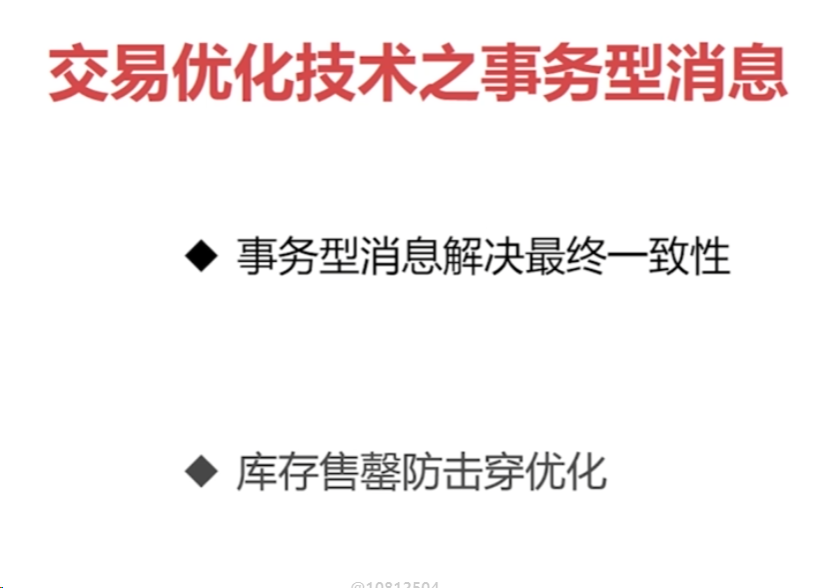 交易优化技术之事务型消息
◆ 事务型消息解决最终一致性
◆ 库存售罄防击穿优化